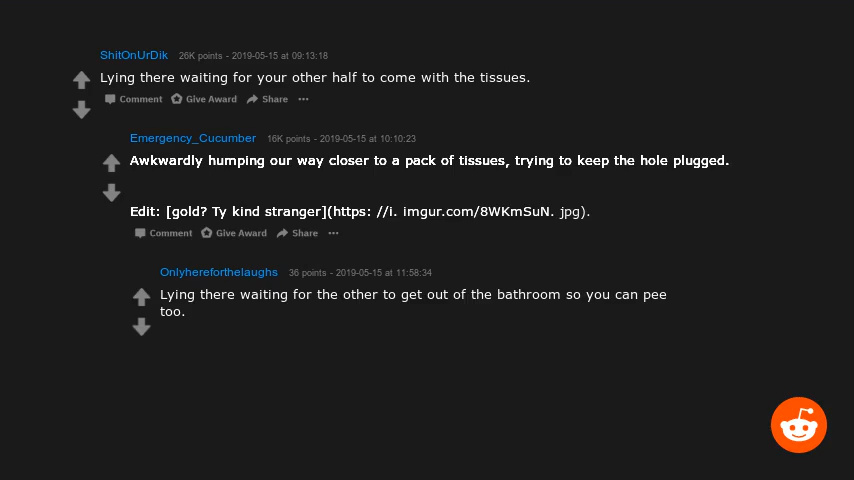 ShitOnUrDik 26K points - 2019-05-15 at 09:13:18
Lying there waiting for your other half to come with the tissues.
Comment Give Award Share ···
Emergency_Cucumber 16K points - 2019-05-15 at 10:10:23
Awkwardly humping our way closer to a pack of tissues, trying to keep the hole plugged.
Edit: [gold? Ty kind stranger](https: //i. imgur.com/8WKmSuN. jpg).
Comment Give Award Share ···
Onlyhereforthelaughs 36 points - 2019-05-15 at 11:58:34
Lying there waiting for the other to get out of the bathroom so you can pee
too.